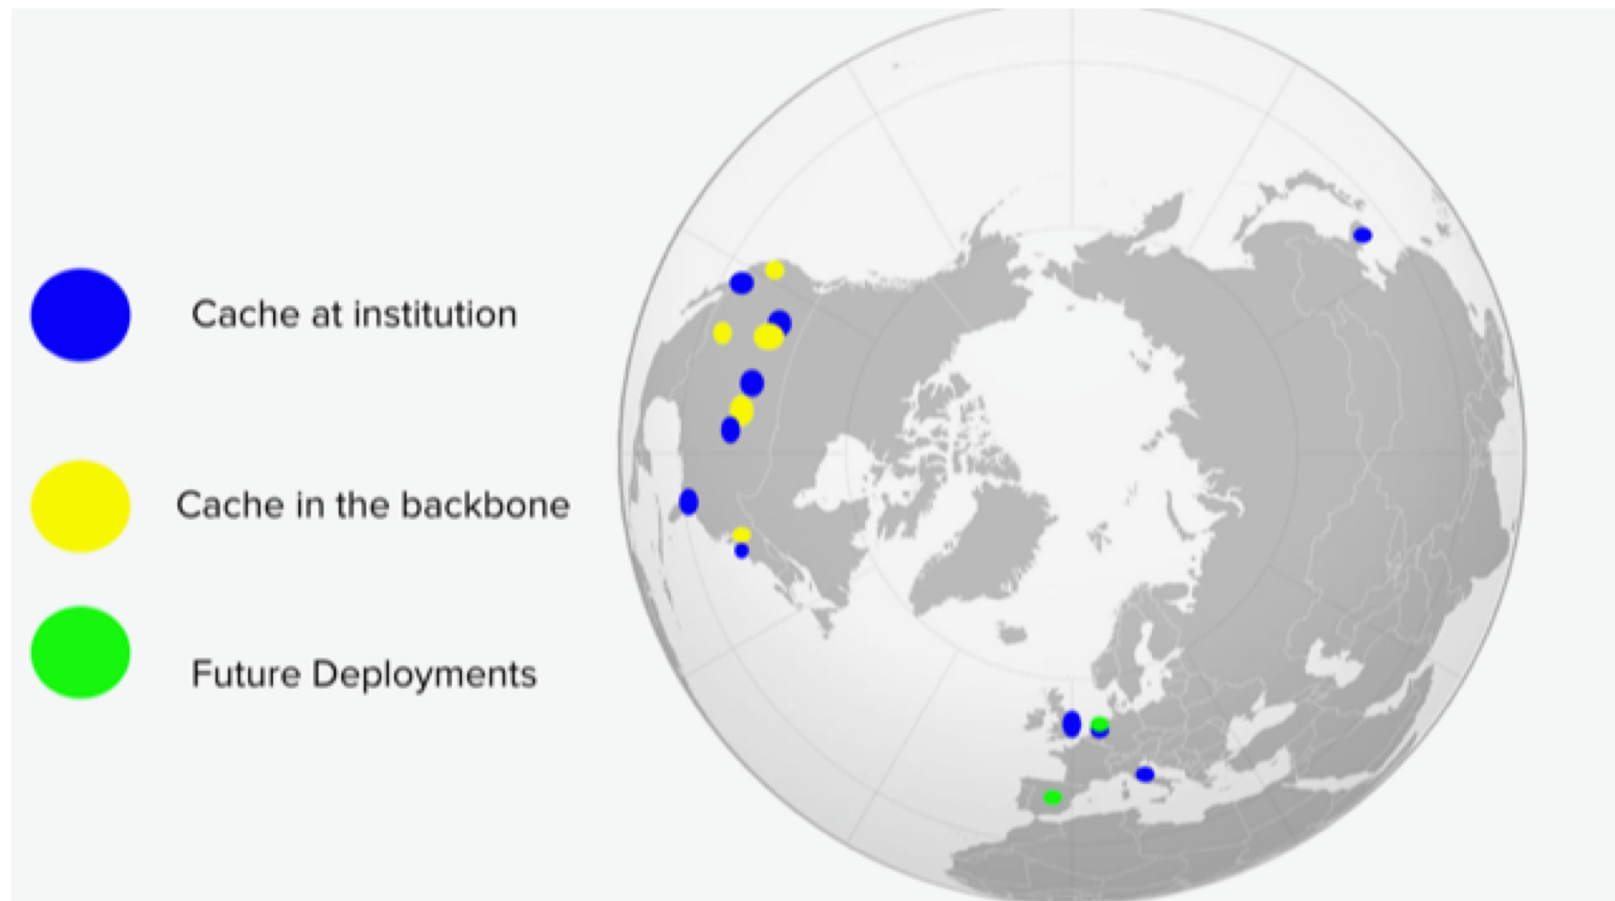 Cache at institution
Cache in the backbone
Future Deployments